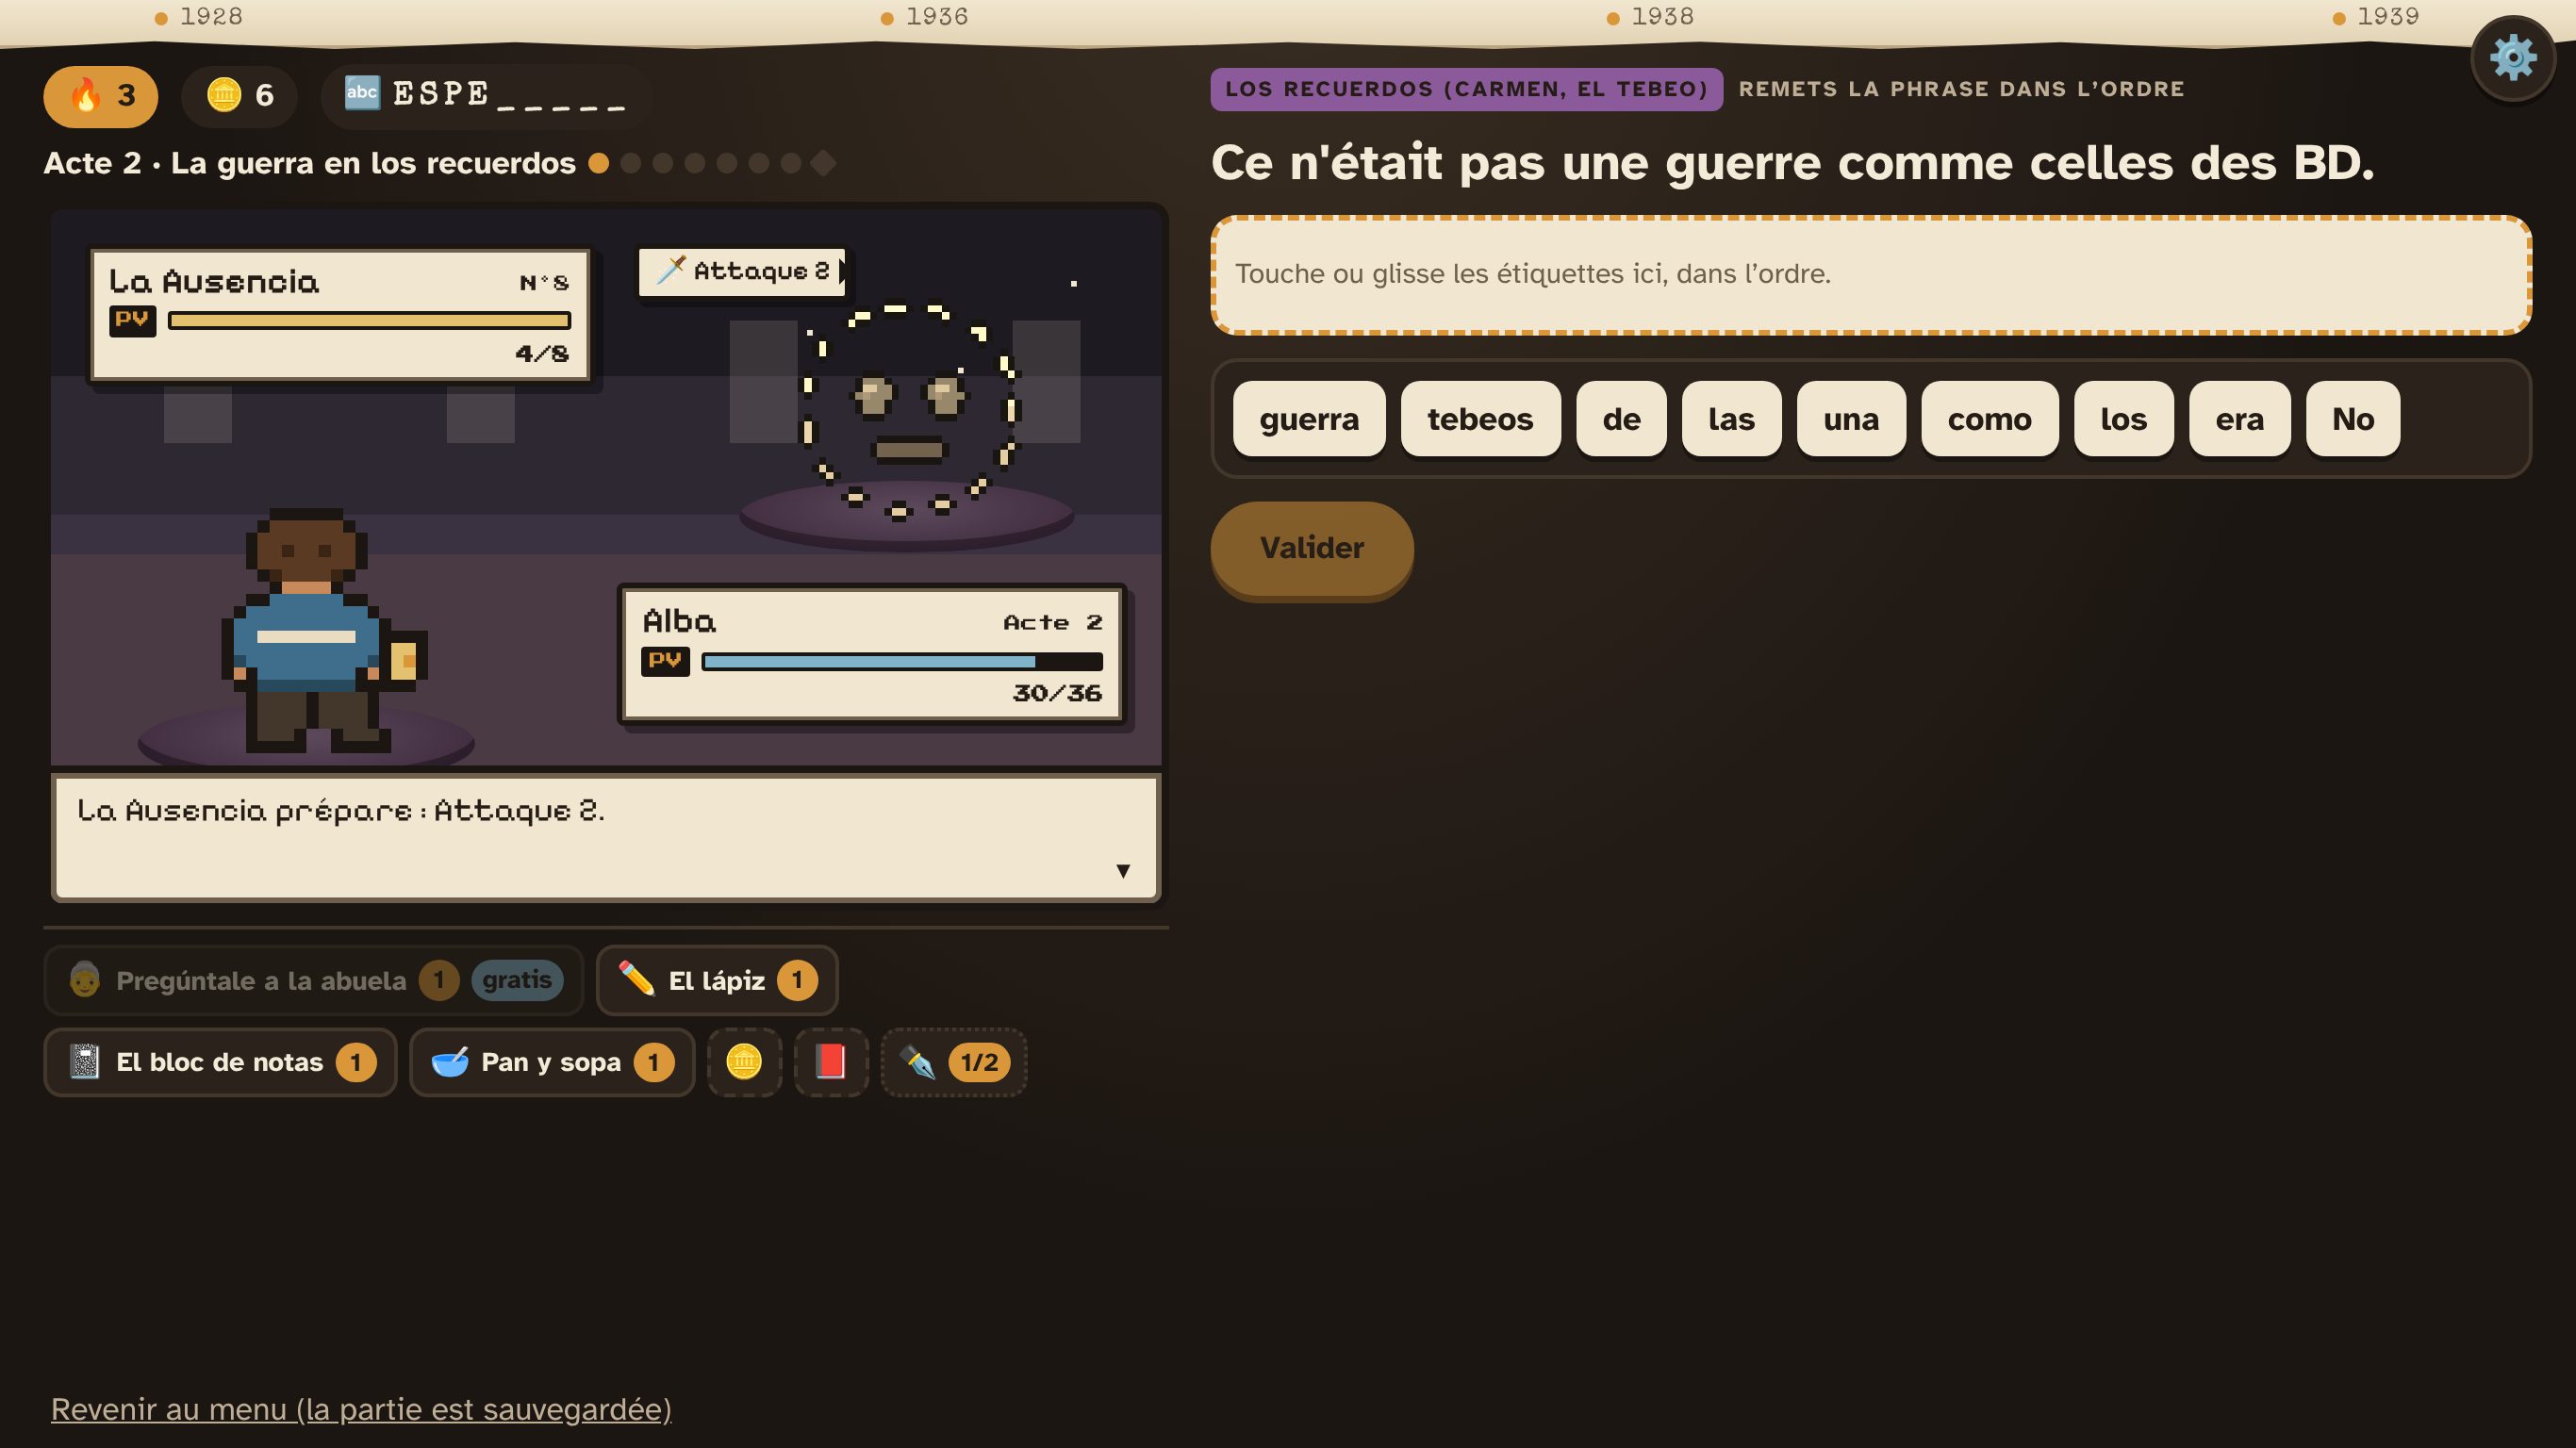 1928 1936 1938 1939
3 6 abc ESPE_____
Acte 2 · La guerra en los recuerdos
La Ausencia N°8
PV
4/8
Attaque 2
Alba Acte 2
PV
30/36
La Ausencia prépare : Attaque 2.
▼
Pregúntale a la abuela 1 gratis El lápiz 1
El bloc de notas 1 Pan y sopa 1 1/2
Revenir au menu (la partie est sauvegardée)
LOS RECUERDOS (CARMEN, EL TEBEO) REMETS LA PHRASE DANS L’ORDRE
Ce n'était pas une guerre comme celles des BD.
Touche ou glisse les étiquettes ici, dans l’ordre.
guerra tebeos de las una como los era No
Valider